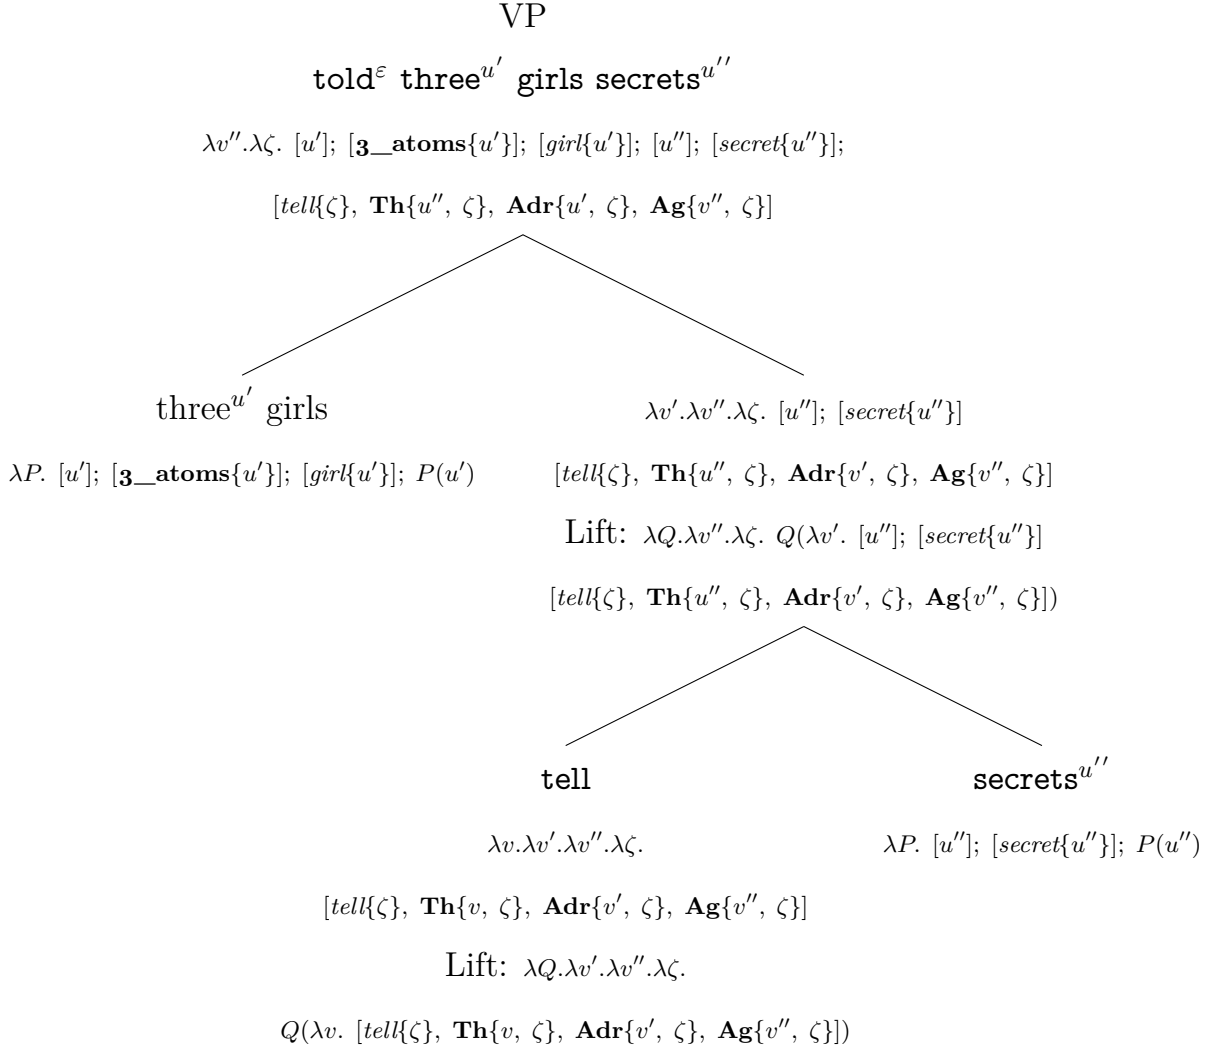 VP
told^ε three^u′ girls secrets^u′′
λv′′.λζ. [u′]; [3_atoms{u′}]; [girl{u′}]; [u′′]; [secret{u′′}];
[tell{ζ}, Th{u′′, ζ}, Adr{u′, ζ}, Ag{v′′, ζ}]
three^u′ girls
λP. [u′]; [3_atoms{u′}]; [girl{u′}]; P(u′)
λv′.λv′′.λζ. [u′′]; [secret{u′′}]
[tell{ζ}, Th{u′′, ζ}, Adr{v′, ζ}, Ag{v′′, ζ}]
Lift: λQ.λv′′.λζ. Q(λv′. [u′′]; [secret{u′′}]
[tell{ζ}, Th{u′′, ζ}, Adr{v′, ζ}, Ag{v′′, ζ}])
tell
λv.λv′.λv′′.λζ.
[tell{ζ}, Th{v, ζ}, Adr{v′, ζ}, Ag{v′′, ζ}]
Lift: λQ.λv′.λv′′.λζ.
Q(λv. [tell{ζ}, Th{v, ζ}, Adr{v′, ζ}, Ag{v′′, ζ}])
secrets^u′′
λP. [u′′]; [secret{u′′}]; P(u′′)